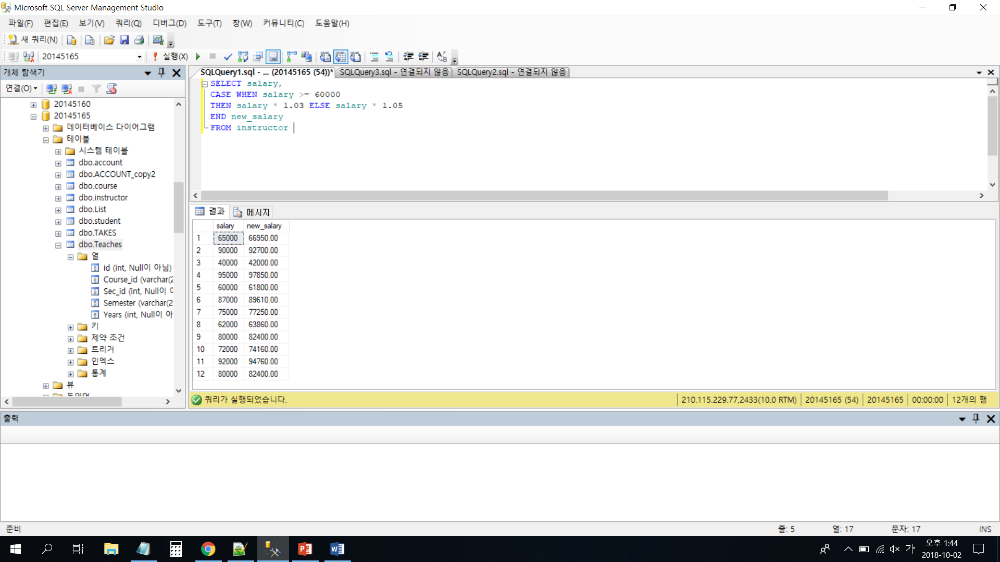 Microsoft SQL Server Management Studio
파일(F) 편집(E) 보기(V) 쿼리(Q) 디버그(D) 도구(T) 창(W) 커뮤니티(C) 도움말(H)
새 쿼리(N)
20145165 실행(X)
개체 탐색기
연결(O)
20145160
20145165
데이터베이스 다이어그램
테이블
시스템 테이블
dbo.account
dbo.ACCOUNT_copy2
dbo.course
dbo.instructor
dbo.List
dbo.student
dbo.TAKES
dbo.Teaches
열
id (int, Null이 아님)
Course_id (varchar(2
Sec_id (int, Null이
Semester (varchar(2
Years (int, Null이 아
키
제약 조건
트리거
인덱스
통계
뷰
SQLQuery1.sql - ... (20145165 (54))* SQLQuery3.sql - 연결되지 않음 SQLQuery2.sql - 연결되지 않음
SELECT salary,
CASE WHEN salary >= 60000
THEN salary * 1.03 ELSE salary * 1.05
END new_salary
FROM instructor
결과 메시지
salary new_salary
1 65000 66950.00
2 90000 92700.00
3 40000 42000.00
4 95000 97850.00
5 60000 61800.00
6 87000 89610.00
7 75000 77250.00
8 62000 63860.00
9 80000 82400.00
10 72000 74160.00
11 92000 94760.00
12 80000 82400.00
쿼리가 실행되었습니다. 210.115.229.77,2433(10.0 RTM) 20145165 (54) 20145165 00:00:00 12개의 행
출력
준비 줄: 5 열: 17 문자: 17 INS
가 오후 1:44
2018-10-02